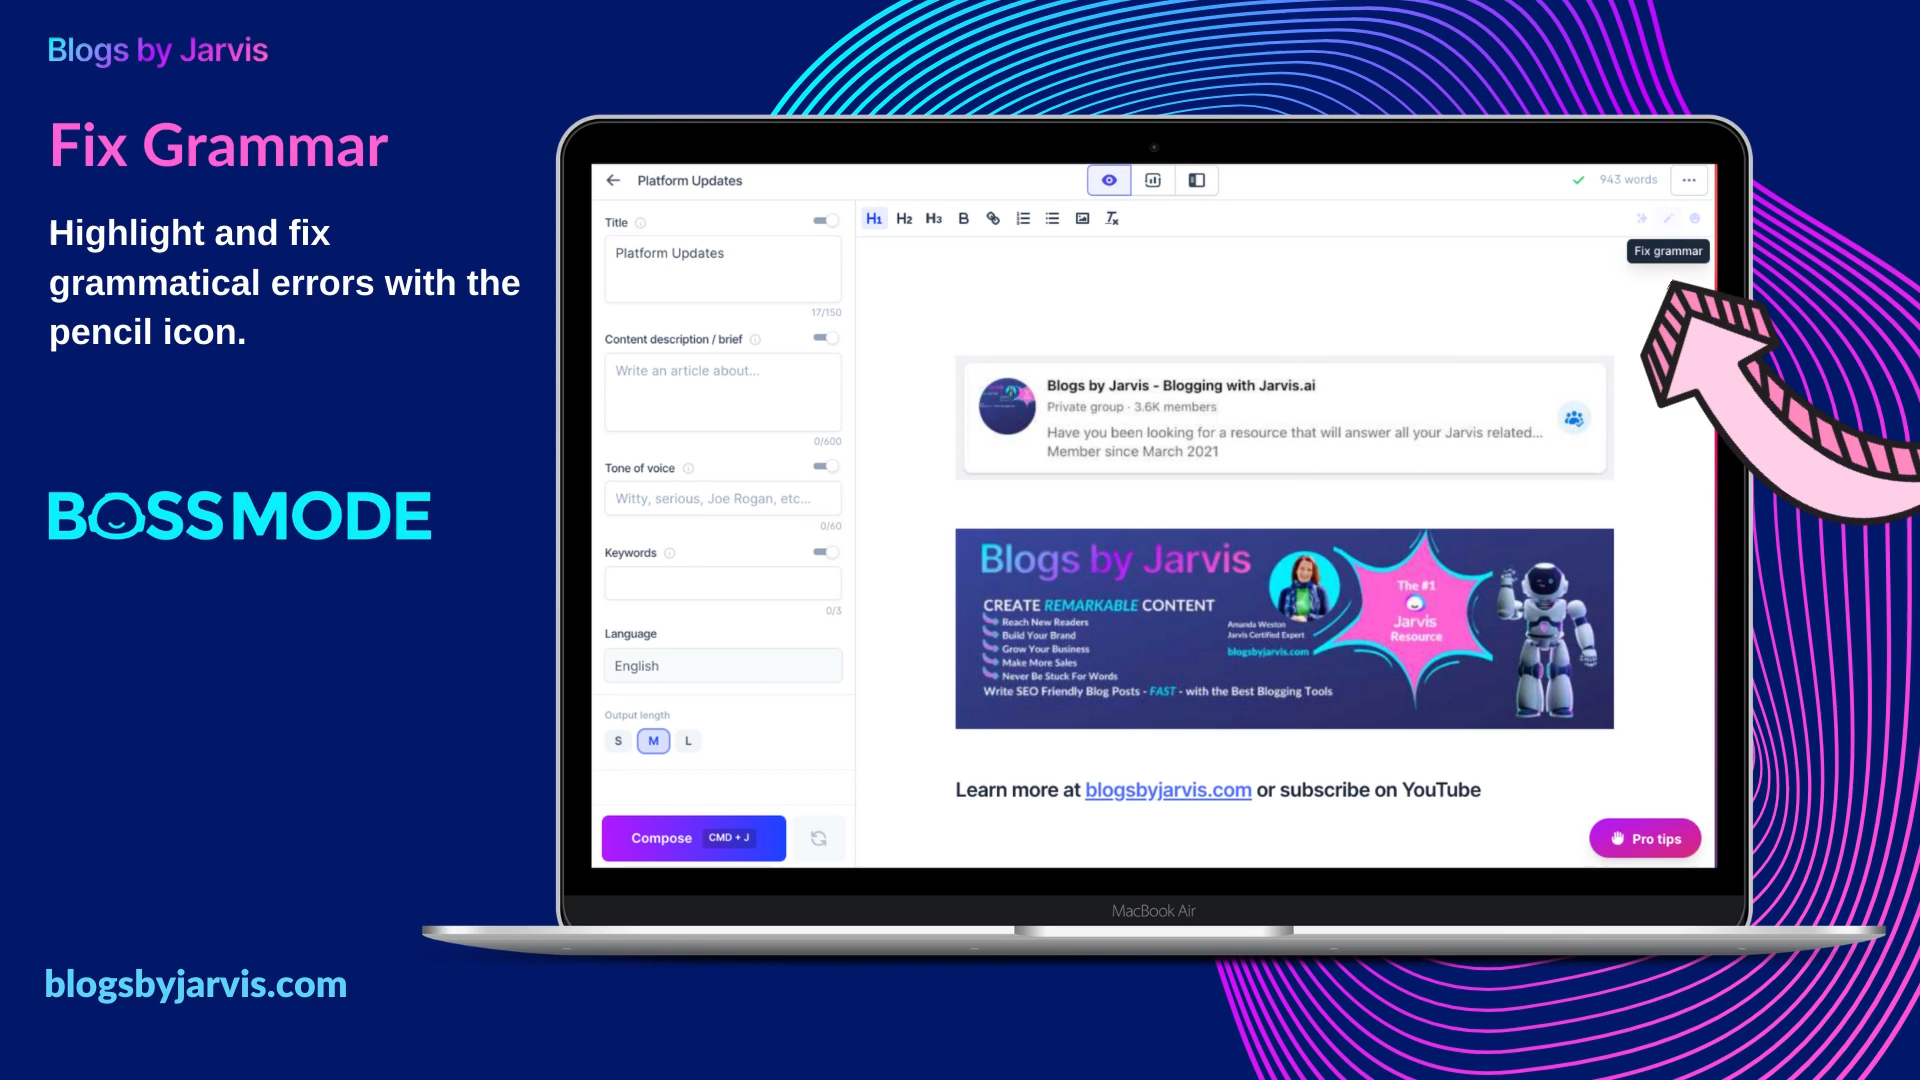 Blogs by Jarvis
Fix Grammar
Highlight and fix
grammatical errors with the
pencil icon.
BOSS MODE
blogsbyjarvis.com
Platform Updates
943 words
Title
Platform Updates
17/150
Content description / brief
Write an article about...
0/600
Tone of voice
Witty, serious, Joe Rogan, etc...
0/60
Keywords
0/3
Language
English
Output length
S M L
Compose CMD + J
H1 H2 H3 B
Fix grammar
Blogs by Jarvis - Blogging with Jarvis.ai
Private group · 3.6K members
Have you been looking for a resource that will answer all your Jarvis related...
Member since March 2021
Blogs by Jarvis
CREATE REMARKABLE CONTENT
Reach New Readers
Build Your Brand
Grow Your Business
Make More Sales
Never Be Stuck For Words
Write SEO Friendly Blog Posts - FAST - with the Best Blogging Tools
Amanda Weston
Jarvis Certified Expert
blogsbyjarvis.com
The #1
Jarvis
Resource
Learn more at blogsbyjarvis.com or subscribe on YouTube
Pro tips
MacBook Air